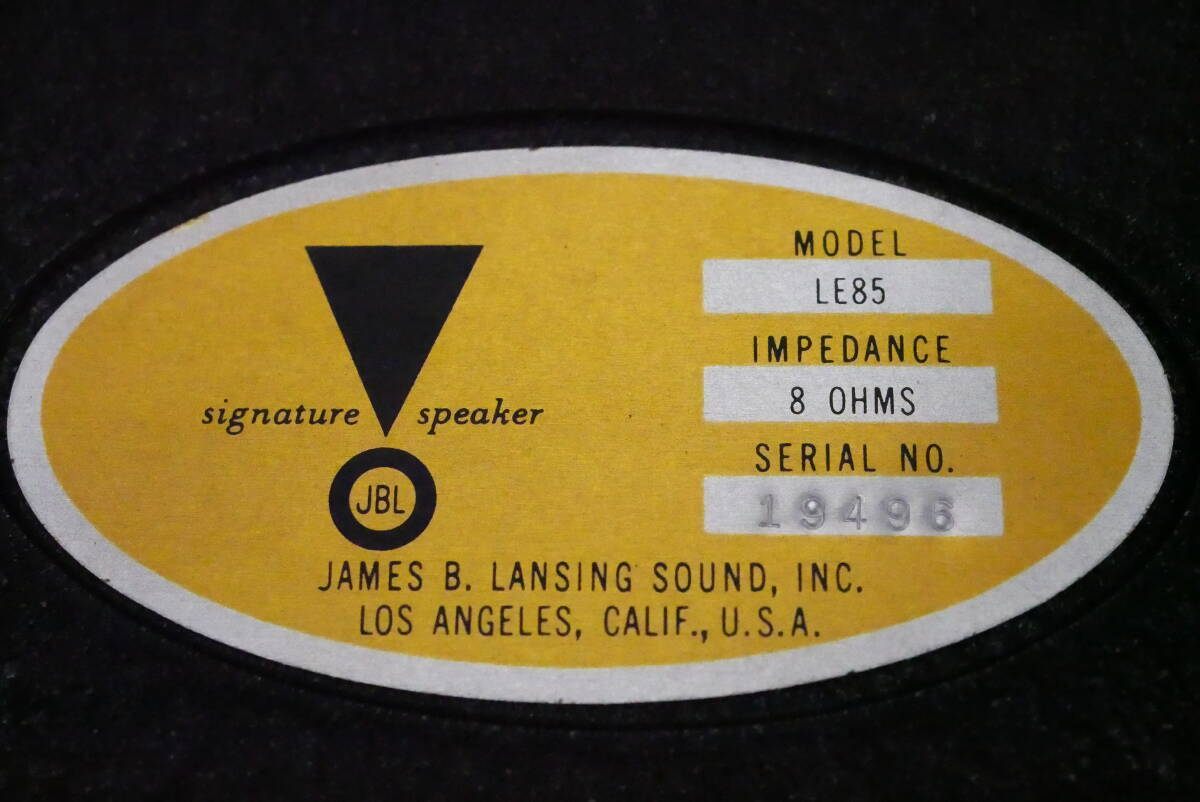 MODEL
LE85
IMPEDANCE
8 OHMS
SERIAL NO.
19496
signature speaker
JBL
JAMES B. LANSING SOUND, INC.
LOS ANGELES, CALIF., U.S.A.